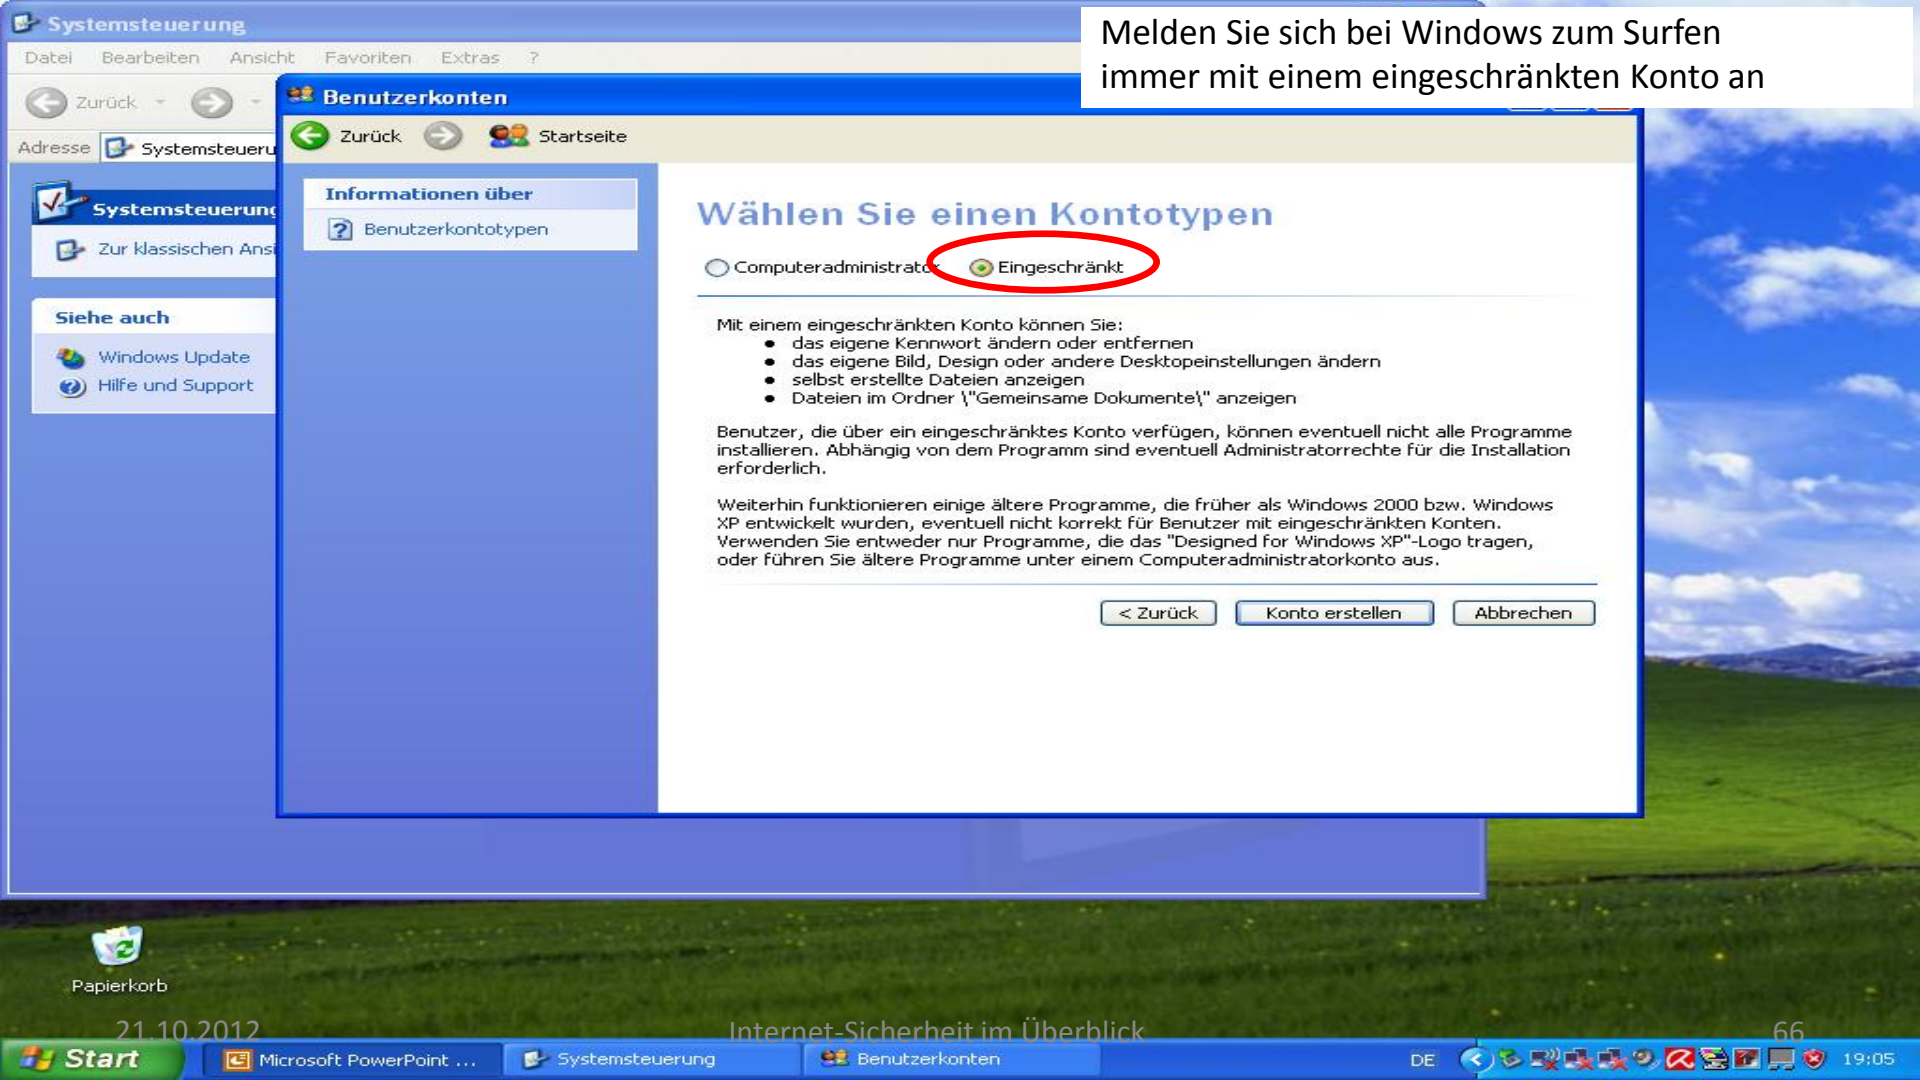 Systemsteuerung
Melden Sie sich bei Windows zum Surfen
immer mit einem eingeschränkten Konto an
Datei Bearbeiten Ansicht Favoriten Extras ?
Zurück
Benutzerkonten
Zurück Startseite
Adresse Systemsteueru
Systemsteuerung
Zur klassischen Ansi
Siehe auch
Windows Update
Hilfe und Support
Informationen über
Benutzerkontotypen
Wählen Sie einen Kontotypen
Computeradministrator Eingeschränkt
Mit einem eingeschränkten Konto können Sie:
• das eigene Kennwort ändern oder entfernen
• das eigene Bild, Design oder andere Desktopeinstellungen ändern
• selbst erstellte Dateien anzeigen
• Dateien im Ordner \"Gemeinsame Dokumente\" anzeigen
Benutzer, die über ein eingeschränktes Konto verfügen, können eventuell nicht alle Programme
installieren. Abhängig von dem Programm sind eventuell Administratorrechte für die Installation
erforderlich.
Weiterhin funktionieren einige ältere Programme, die früher als Windows 2000 bzw. Windows
XP entwickelt wurden, eventuell nicht korrekt für Benutzer mit eingeschränkten Konten.
Verwenden Sie entweder nur Programme, die das "Designed for Windows XP"-Logo tragen,
oder führen Sie ältere Programme unter einem Computeradministratorkonto aus.
< Zurück Konto erstellen Abbrechen
Papierkorb
21.10.2012 Internet-Sicherheit im Überblick 66
Start Microsoft PowerPoint ... Systemsteuerung Benutzerkonten DE 19:05